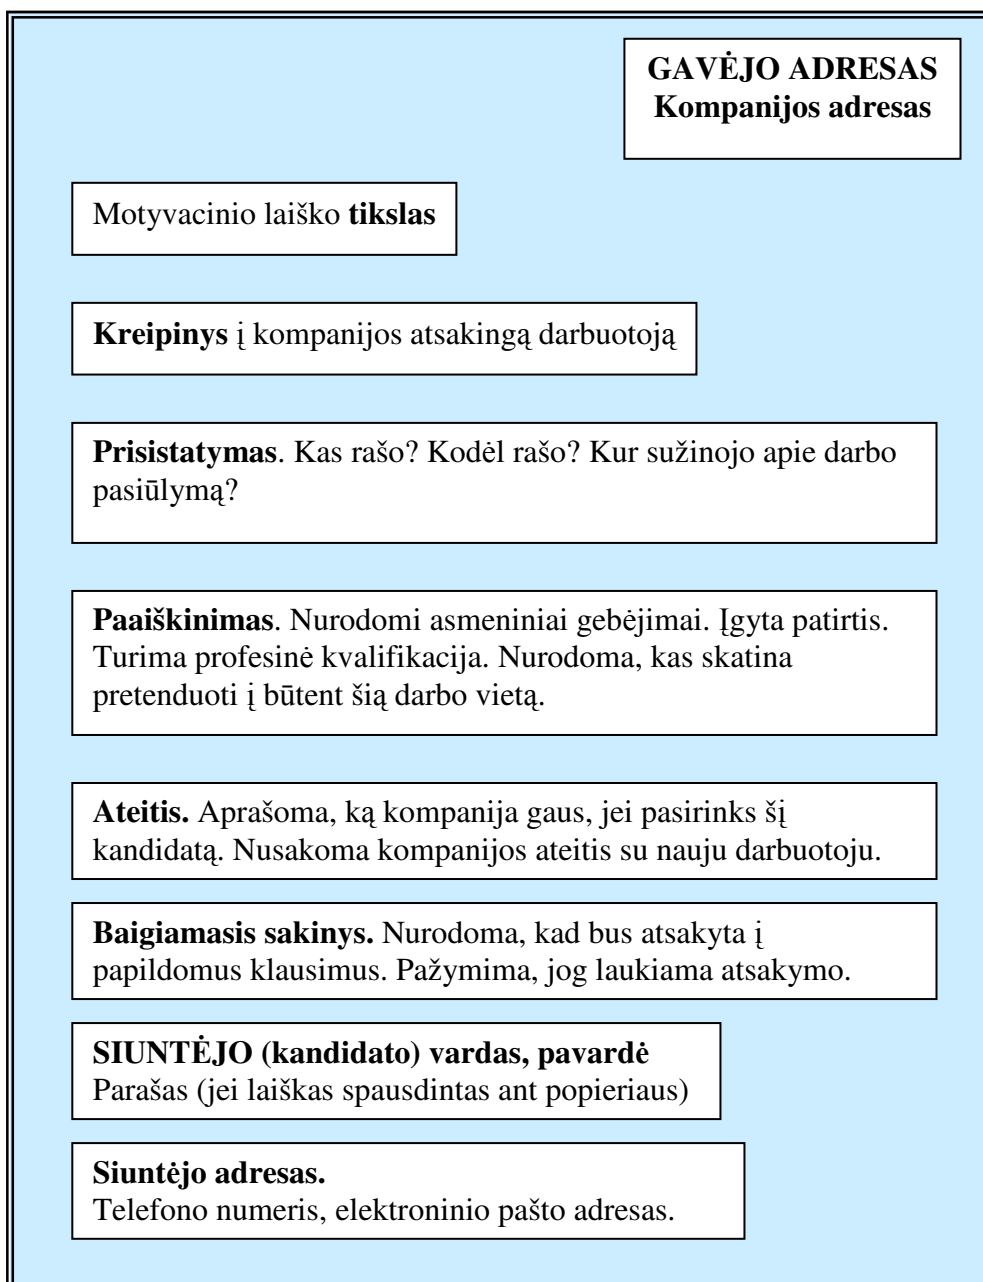 GAVĖJO ADRESAS
Kompanijos adresas
Motyvacinio laiško tikslas
Kreipinys į kompanijos atsakingą darbuotoją
Prisistatymas. Kas rašo? Kodėl rašo? Kur sužinojo apie darbo
pasiūlymą?
Paaiškinimas. Nurodomi asmeniniai gebėjimai. Įgyta patirtis.
Turima profesinė kvalifikacija. Nurodoma, kas skatina
pretenduoti į būtent šią darbo vietą.
Ateitis. Aprašoma, ką kompanija gaus, jei pasirinks šį
kandidatą. Nusakoma kompanijos ateitis su nauju darbuotoju.
Baigiamasis sakinys. Nurodoma, kad bus atsakyta į
papildomus klausimus. Pažymima, jog laukiama atsakymo.
SIUNTĖJO (kandidato) vardas, pavardė
Parašas (jei laiškas spausdintas ant popieriaus)
Siuntėjo adresas.
Telefono numeris, elektroninio pašto adresas.